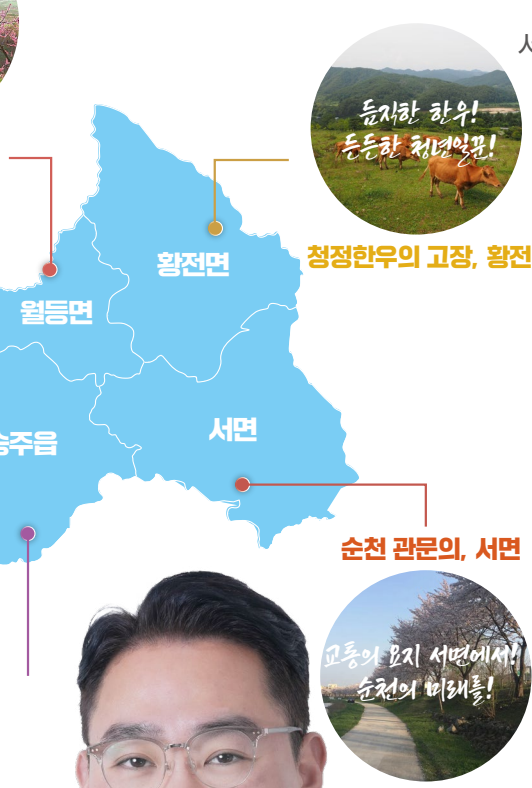 듬직한 한우!
든든한 청년일꾼!
청정한우의 고장, 황전
황전면
월등면
서면
승주읍
순천 관문의, 서면
교통의 요지 서면에서!
순천의 미래를!